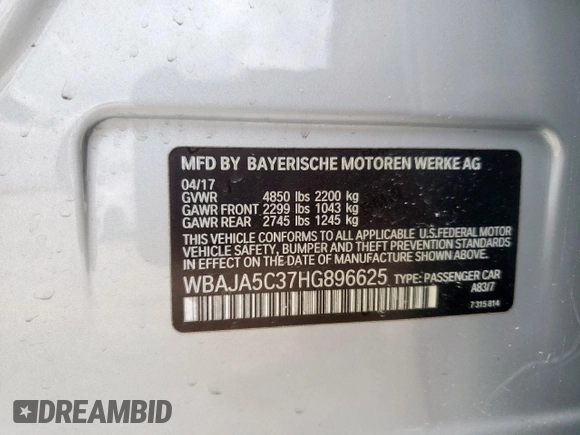 MFD BY BAYERISCHE MOTOREN WERKE AG
04/17
GVWR 4850 lbs 2200 kg
GAWR FRONT 2299 lbs 1043 kg
GAWR REAR 2745 lbs 1245 kg
THIS VEHICLE CONFORMS TO ALL APPLICABLE U.S.FEDERAL MOTOR
VEHICLE SAFETY, BUMPER AND THEFT PREVENTION STANDARDS
IN EFFECT ON THE DATE OF MANUFACTURE SHOWN ABOVE.
WBAJA5C37HG896625 TYPE: PASSENGER CAR
A83/7
7 315 814
DREAMBID